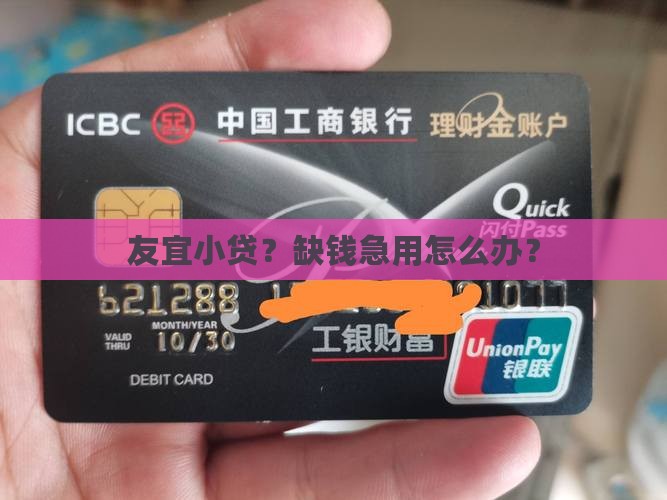 ICBC 中国工商银行 理财金账户
Quick
闪付Pass
友宜小贷？缺钱急用怎么办？
621288
MONTH/YEAR
VALID THRU 10/30
工银财富
UnionPay
银联
DEBIT CARD